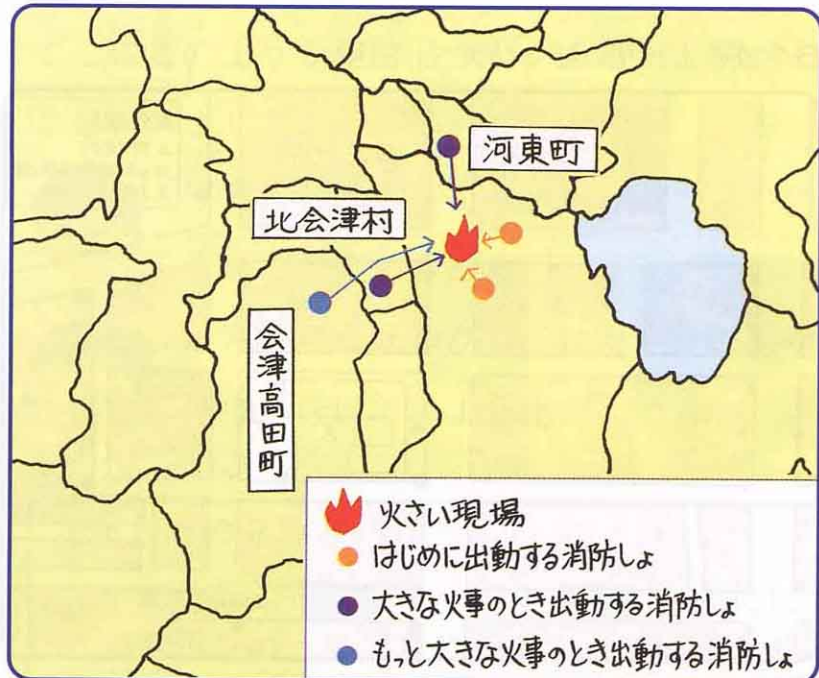 河東町
北会津村
会津高田町
火さい現場
はじめに出動する消防しょ
大きな火事のとき出動する消防しょ
もっと大きな火事のとき出動する消防しょ